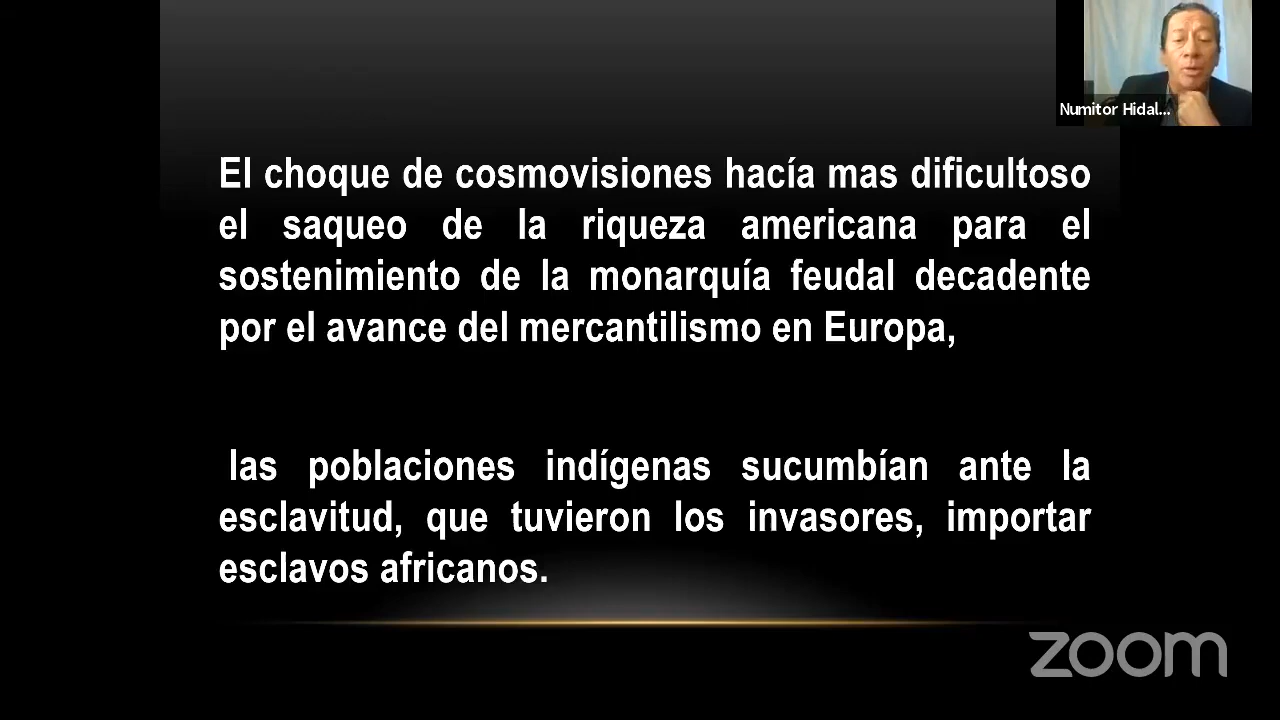 Numitor Hidal...
El choque de cosmovisiones hacía mas dificultoso
el saqueo de la riqueza americana para el
sostenimiento de la monarquía feudal decadente
por el avance del mercantilismo en Europa,
las poblaciones indígenas sucumbían ante la
esclavitud, que tuvieron los invasores, importar
esclavos africanos.
zoom